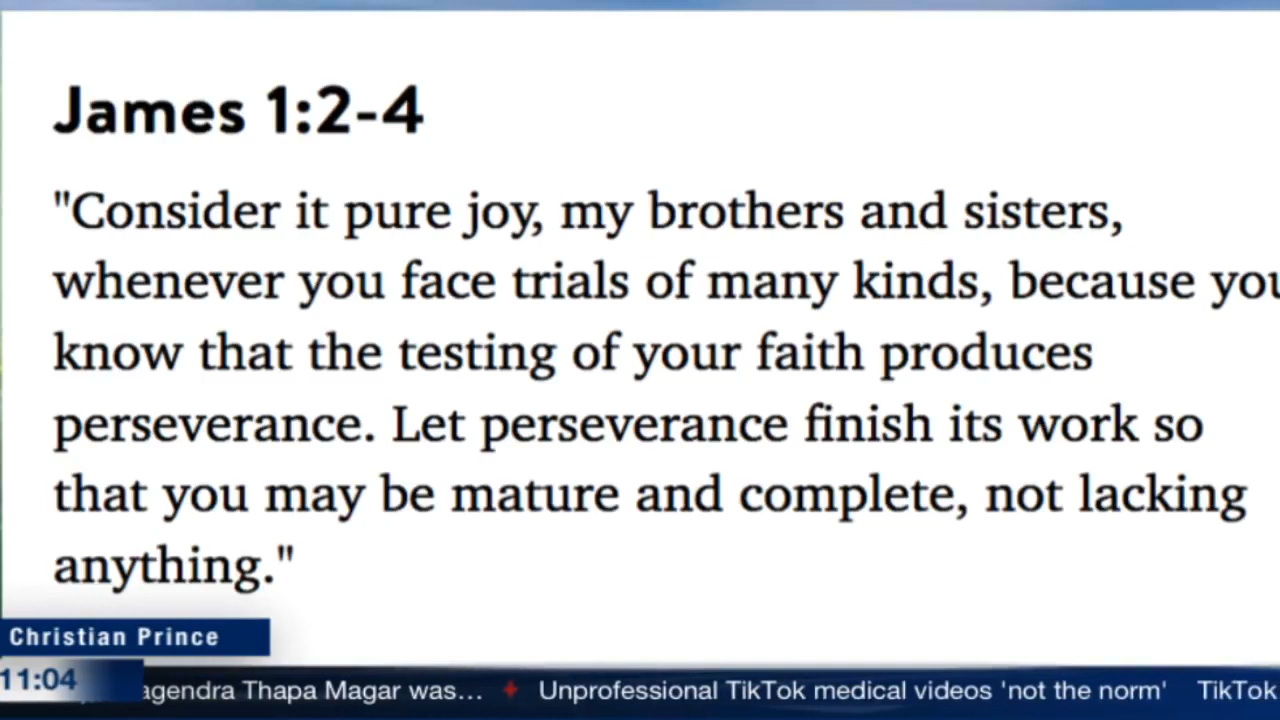 James 1:2-4
"Consider it pure joy, my brothers and sisters,
whenever you face trials of many kinds, because you
know that the testing of your faith produces
perseverance. Let perseverance finish its work so
that you may be mature and complete, not lacking
anything."
Christian Prince
11:04
agendra Thapa Magar was... ✦ Unprofessional TikTok medical videos 'not the norm' TikTok